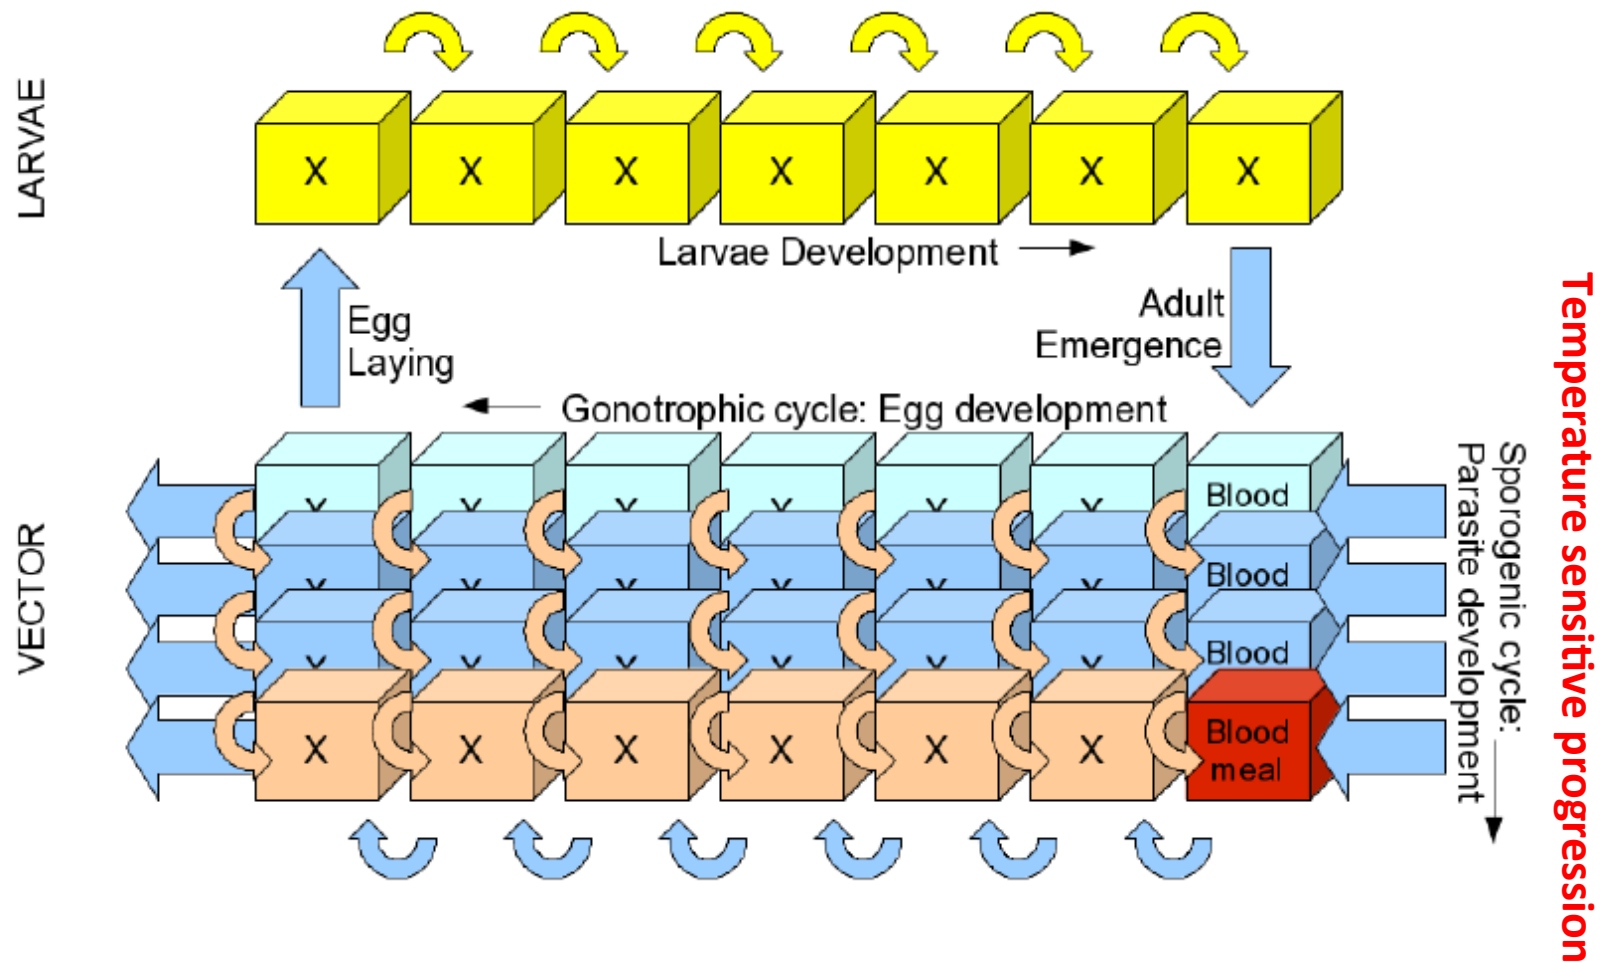 LARVAE
X X X X X X X
Larvae Development
Egg
Laying
Adult
Emergence
Gonotrophic cycle: Egg development
VECTOR
X X X X X X Blood
X X X X X X Blood
X X X X X X Blood
X X X X X X Blood
meal
Sporogenic cycle:
Parasite development
Temperature sensitive progression